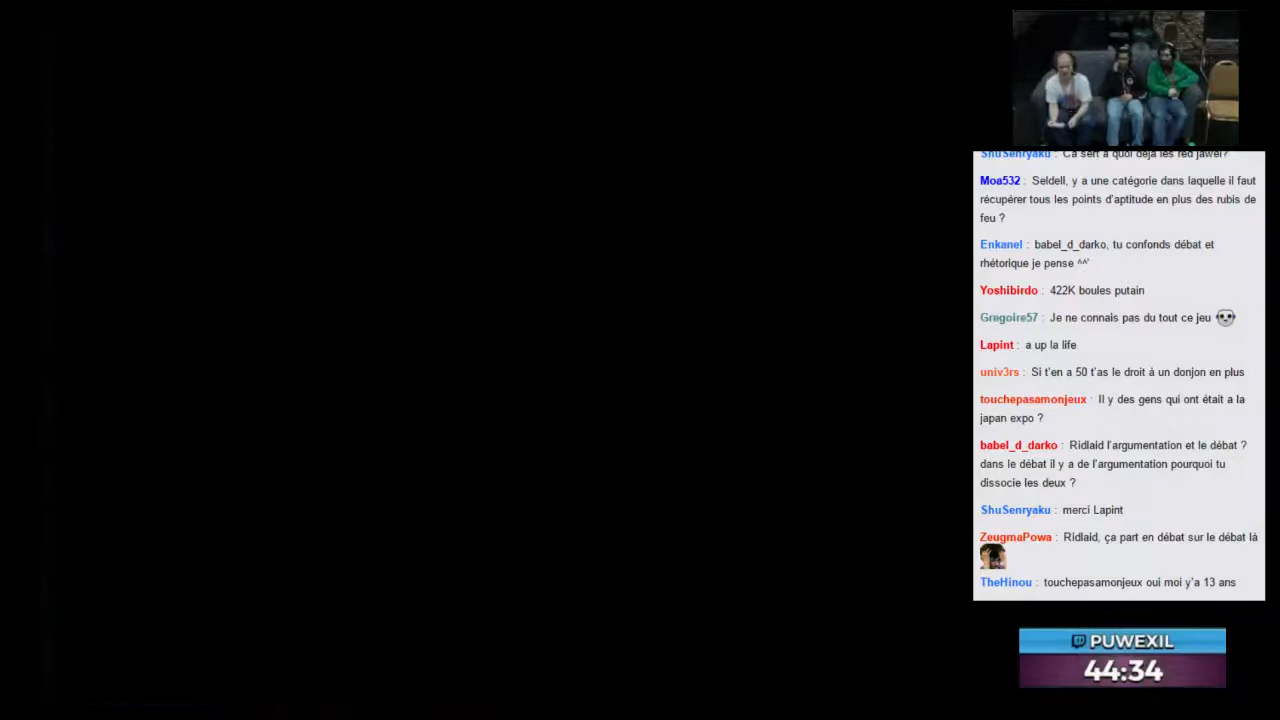 ShuSenryaku : Ca sert à quoi déjà les red jawel?
Moa532 : Seldell, y a une catégorie dans laquelle il faut
récupérer tous les points d'aptitude en plus des rubis de
feu ?
Enkanel : babel_d_darko, tu confonds débat et
rhétorique je pense ^^'
Yoshibirdo : 422K boules putain
Gregoire57 : Je ne connais pas du tout ce jeu
Lapint : a up la life
univ3rs : Si t'en a 50 t'as le droit à un donjon en plus
touchepasamonjeux : Il y des gens qui ont était a la
japan expo ?
babel_d_darko : Ridlaid l'argumentation et le débat ?
dans le débat il y a de l'argumentation pourquoi tu
dissocie les deux ?
ShuSenryaku : merci Lapint
ZeugmaPowa : Ridlaid, ça part en débat sur le débat là
TheHinou : touchepasamonjeux oui moi y'a 13 ans
PUWEXIL
44:34